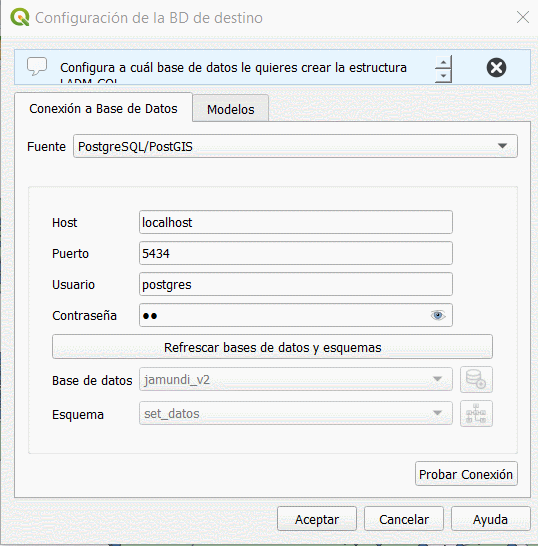 Configuración de la BD de destino
Configura a cuál base de datos le quieres crear la estructura
LADM-COL
Conexión a Base de Datos
Modelos
Fuente
PostgreSQL/PostGIS
Host
localhost
Puerto
5434
Usuario
postgres
Contraseña
●●
Refrescar bases de datos y esquemas
Base de datos
jamundi_v2
Esquema
set_datos
Probar Conexión
Aceptar
Cancelar
Ayuda